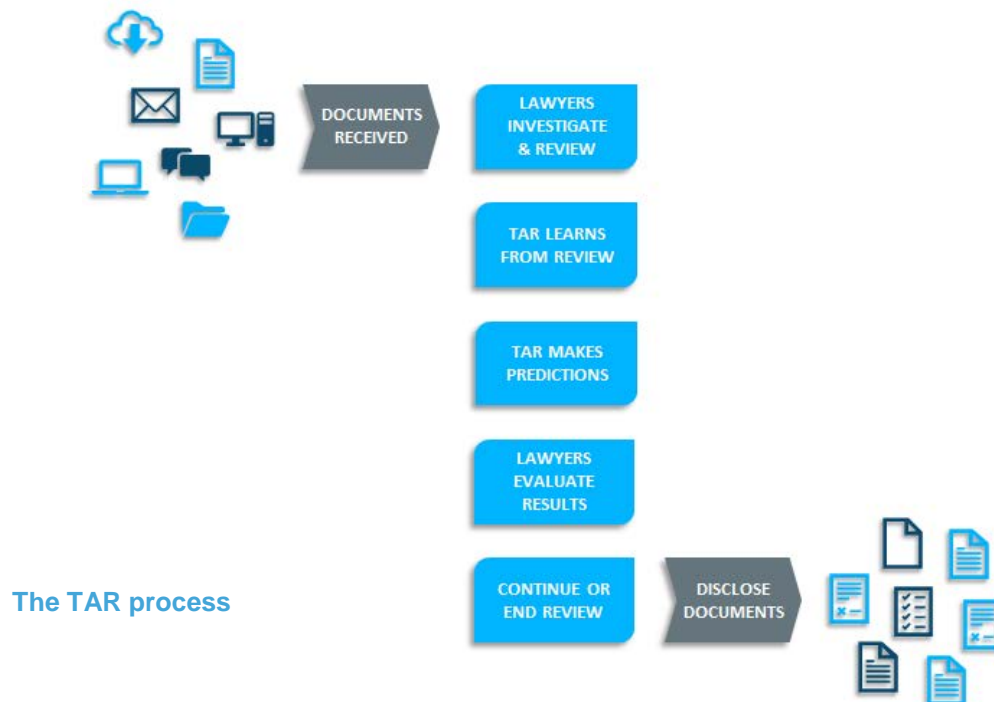 DOCUMENTS
RECEIVED
LAWYERS
INVESTIGATE
& REVIEW
TAR LEARNS
FROM REVIEW
TAR MAKES
PREDICTIONS
LAWYERS
EVALUATE
RESULTS
The TAR process
CONTINUE OR
END REVIEW
DISCLOSE
DOCUMENTS